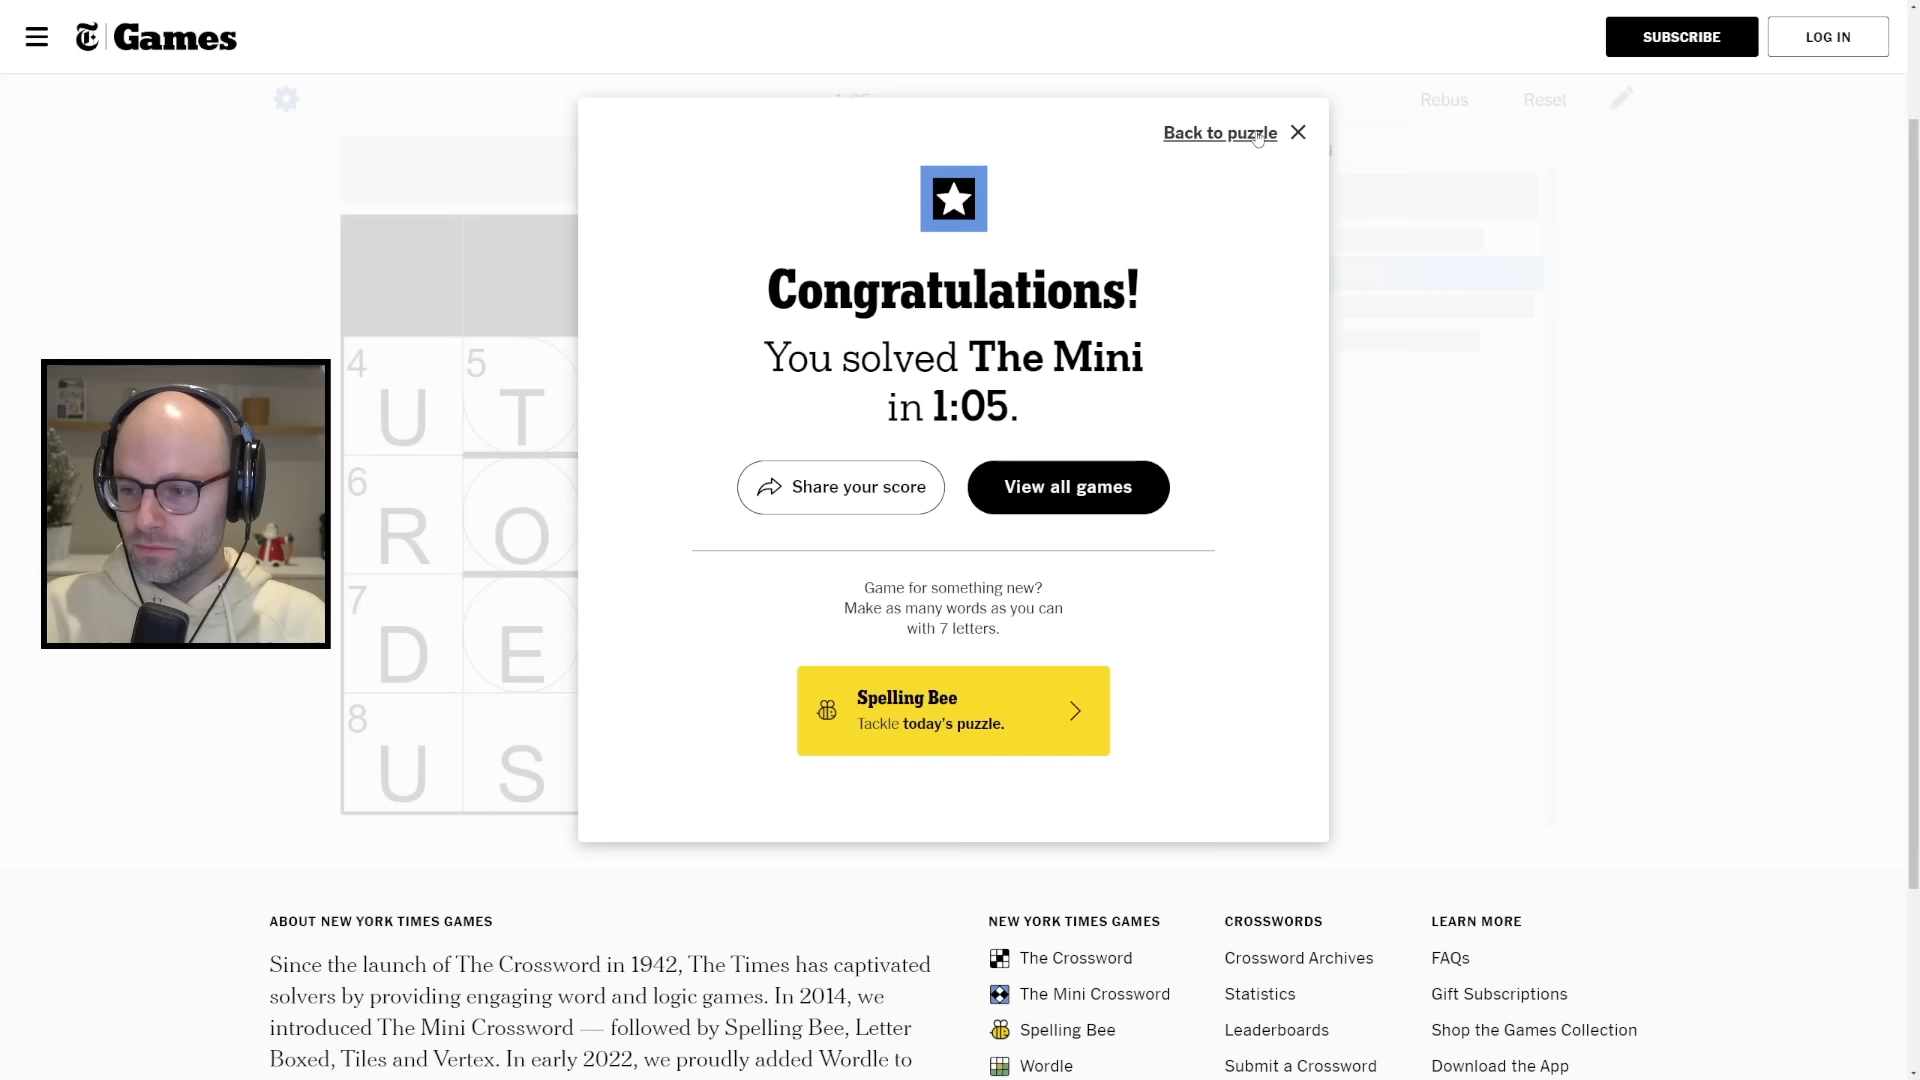 Games
SUBSCRIBE
LOG IN
1:05
Rebus
Reset
Back to puzzle
Congratulations!
You solved The Mini
in 1:05.
Share your score
View all games
Game for something new?
Make as many words as you can
with 7 letters.
Spelling Bee
Tackle today's puzzle.
4 U 5 T
6 R O
7 D E
8 U S
ABOUT NEW YORK TIMES GAMES
Since the launch of The Crossword in 1942, The Times has captivated
solvers by providing engaging word and logic games. In 2014, we
introduced The Mini Crossword — followed by Spelling Bee, Letter
Boxed, Tiles and Vertex. In early 2022, we proudly added Wordle to
NEW YORK TIMES GAMES
The Crossword
The Mini Crossword
Spelling Bee
Wordle
CROSSWORDS
Crossword Archives
Statistics
Leaderboards
Submit a Crossword
LEARN MORE
FAQs
Gift Subscriptions
Shop the Games Collection
Download the App